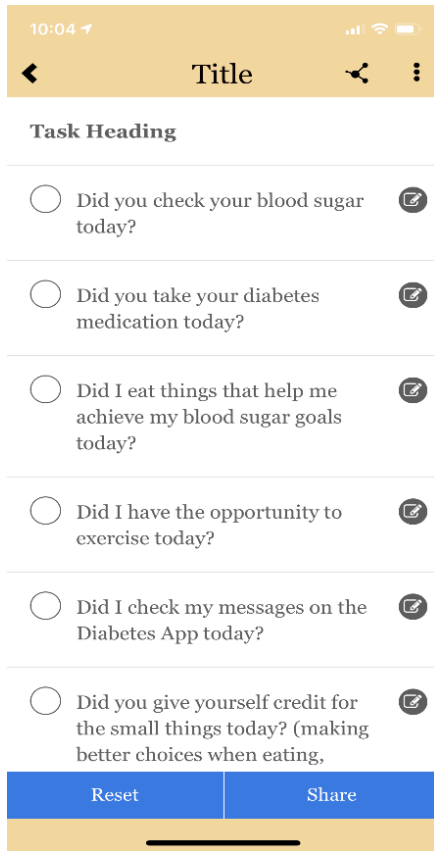 10:04
Title
Task Heading
Did you check your blood sugar
today?
Did you take your diabetes
medication today?
Did I eat things that help me
achieve my blood sugar goals
today?
Did I have the opportunity to
exercise today?
Did I check my messages on the
Diabetes App today?
Did you give yourself credit for
the small things today? (making
better choices when eating,
Reset
Share